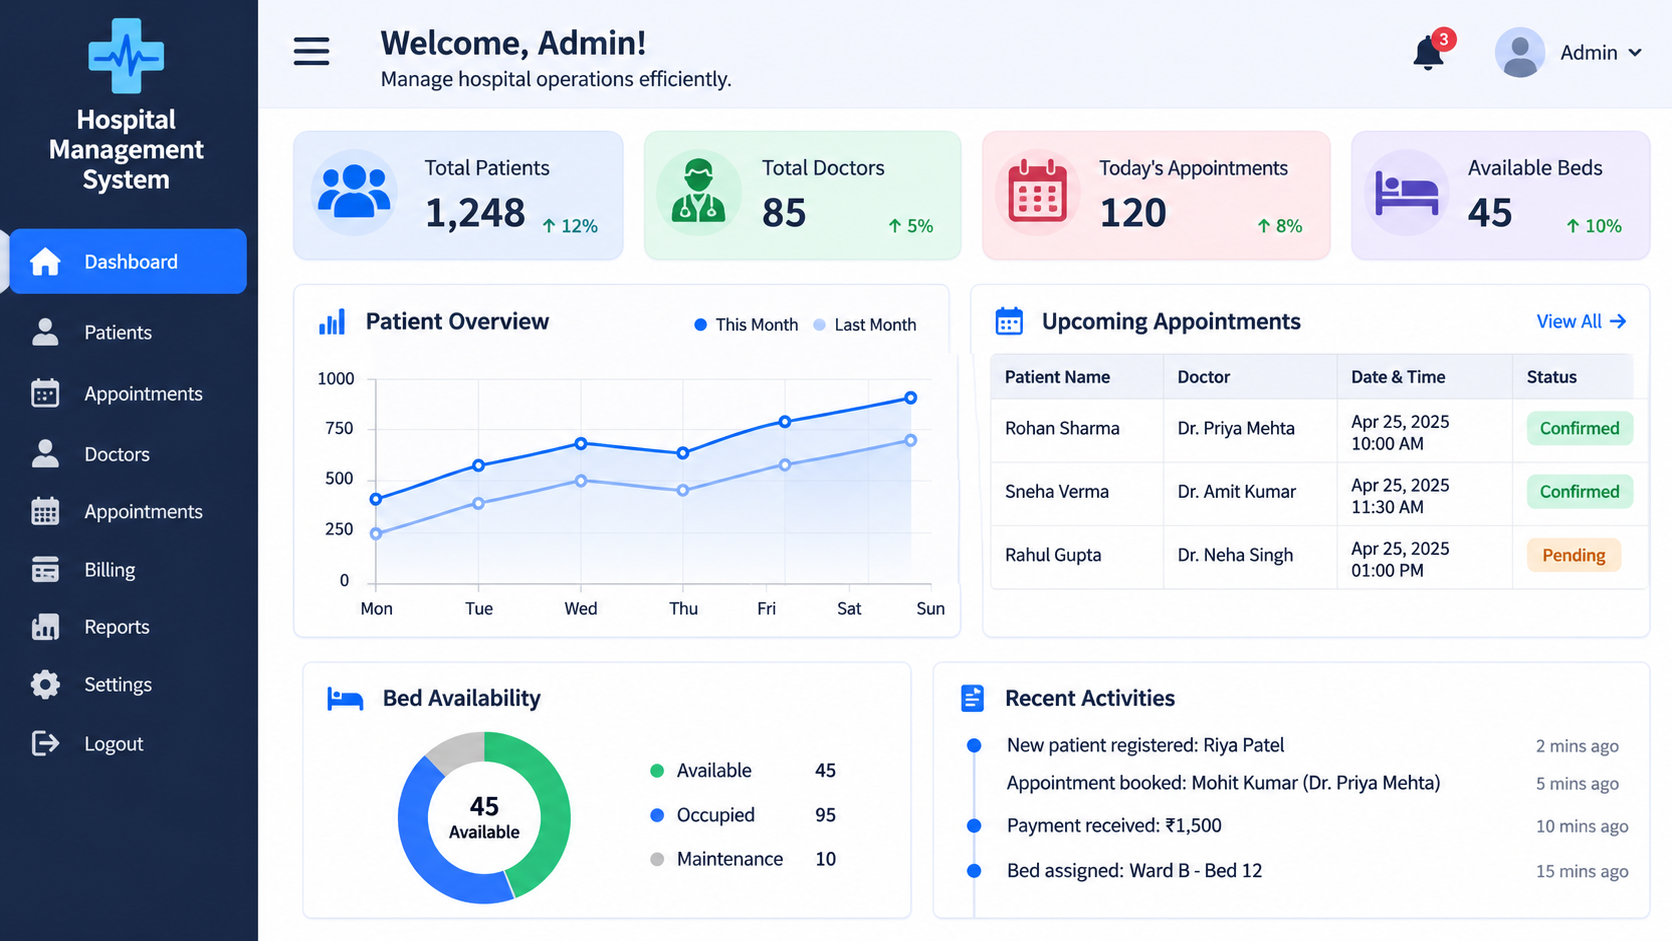 Hospital
Management
System
Dashboard
Patients
Appointments
Doctors
Appointments
Billing
Reports
Settings
Logout
Welcome, Admin!
Manage hospital operations efficiently.
3
Admin
Total Patients
1,248 ↑ 12%
Total Doctors
85 ↑ 5%
Today's Appointments
120 ↑ 8%
Available Beds
45 ↑ 10%
Patient Overview
This Month Last Month
1000
750
500
250
0
Mon Tue Wed Thu Fri Sat Sun
Upcoming Appointments View All →
Patient Name Doctor Date & Time Status
Rohan Sharma Dr. Priya Mehta Apr 25, 2025 Confirmed
10:00 AM
Sneha Verma Dr. Amit Kumar Apr 25, 2025 Confirmed
11:30 AM
Rahul Gupta Dr. Neha Singh Apr 25, 2025 Pending
01:00 PM
Bed Availability
45
Available
Available 45
Occupied 95
Maintenance 10
Recent Activities
New patient registered: Riya Patel 2 mins ago
Appointment booked: Mohit Kumar (Dr. Priya Mehta) 5 mins ago
Payment received: ₹1,500 10 mins ago
Bed assigned: Ward B - Bed 12 15 mins ago